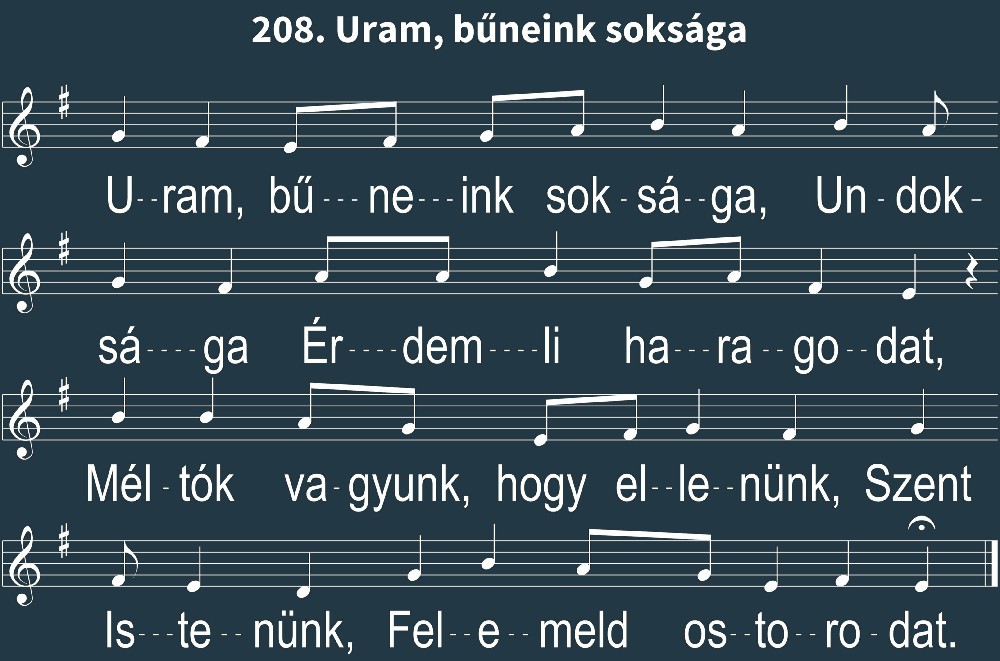 208. Uram, bűneink soksága
U--ram, bű---ne---ink sok-sá--ga, Un-dok-
sá----ga Ér----dem----li ha---ra--go--dat,
Mél-tók va-gyunk, hogy el--le--nünk, Szent
Is---te--nünk, Fel--e--meld os--to--ro-dat.